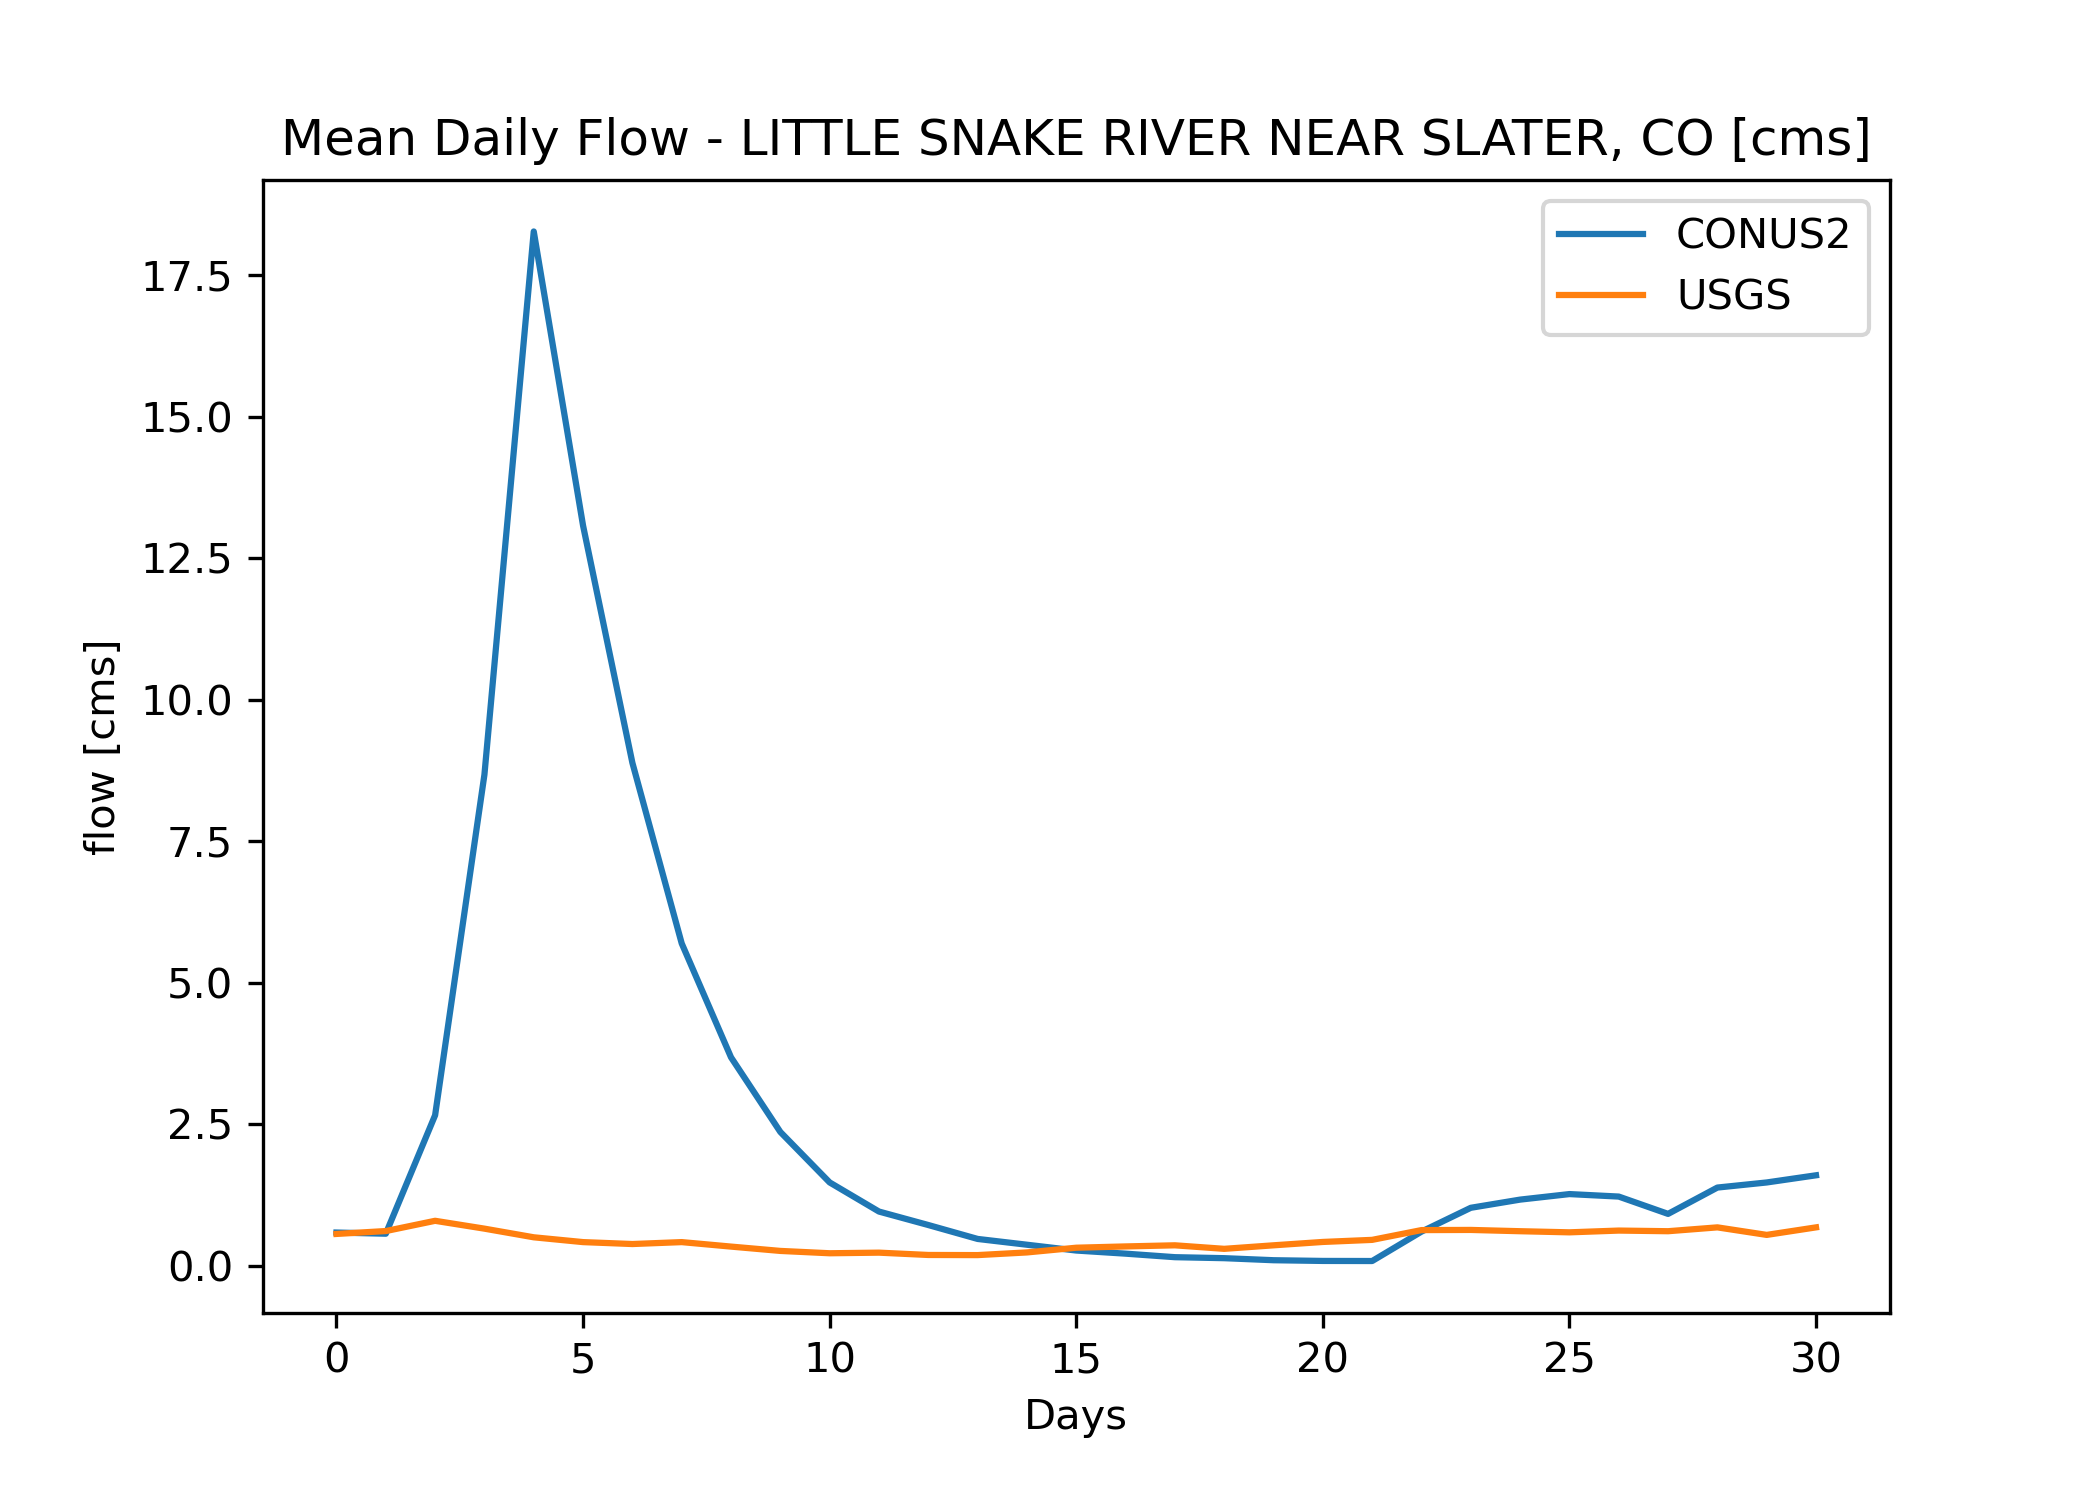 Mean Daily Flow - LITTLE SNAKE RIVER NEAR SLATER, CO [cms]
CONUS2
USGS
flow [cms]
17.5
15.0
12.5
10.0
7.5
5.0
2.5
0.0
0 5 10 15 20 25 30
Days